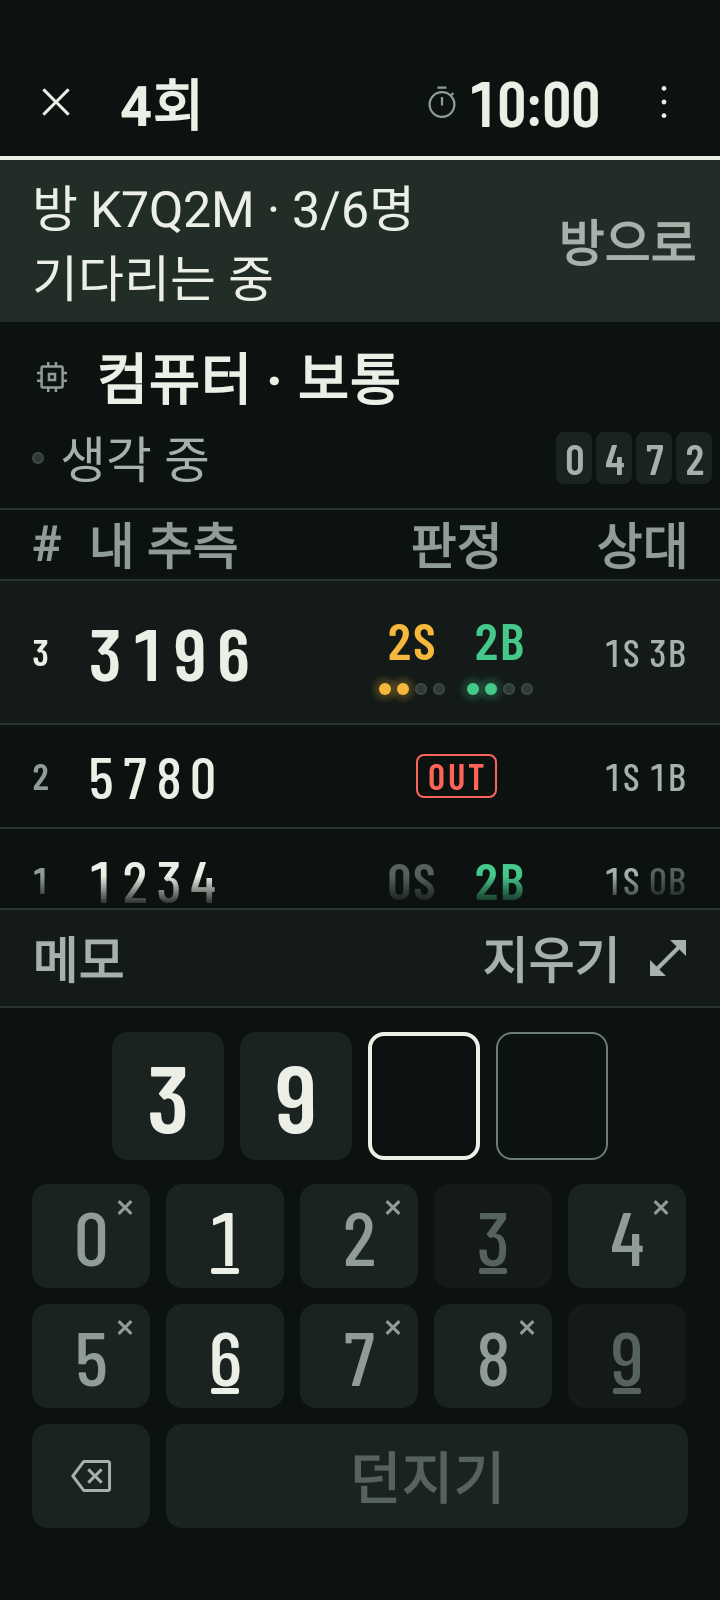 4회 10:00
방 K7Q2M · 3/6명
기다리는 중
방으로
컴퓨터 · 보통
생각 중 0 4 7 2
# 내 추측 판정 상대
3 3196 2S 2B 1S 3B
2 5780 OUT 1S 1B
1 1234 0S 2B 1S 0B
메모 지우기
3 9
0 1 2 3 4
5 6 7 8 9
던지기